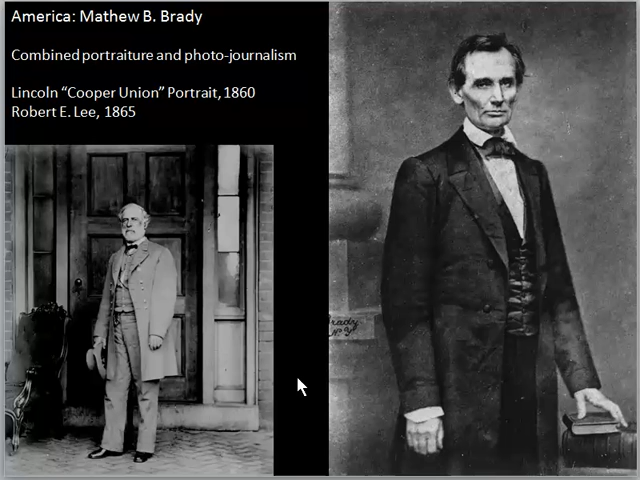 America: Mathew B. Brady
Combined portraiture and photo-journalism
Lincoln “Cooper Union” Portrait, 1860
Robert E. Lee, 1865